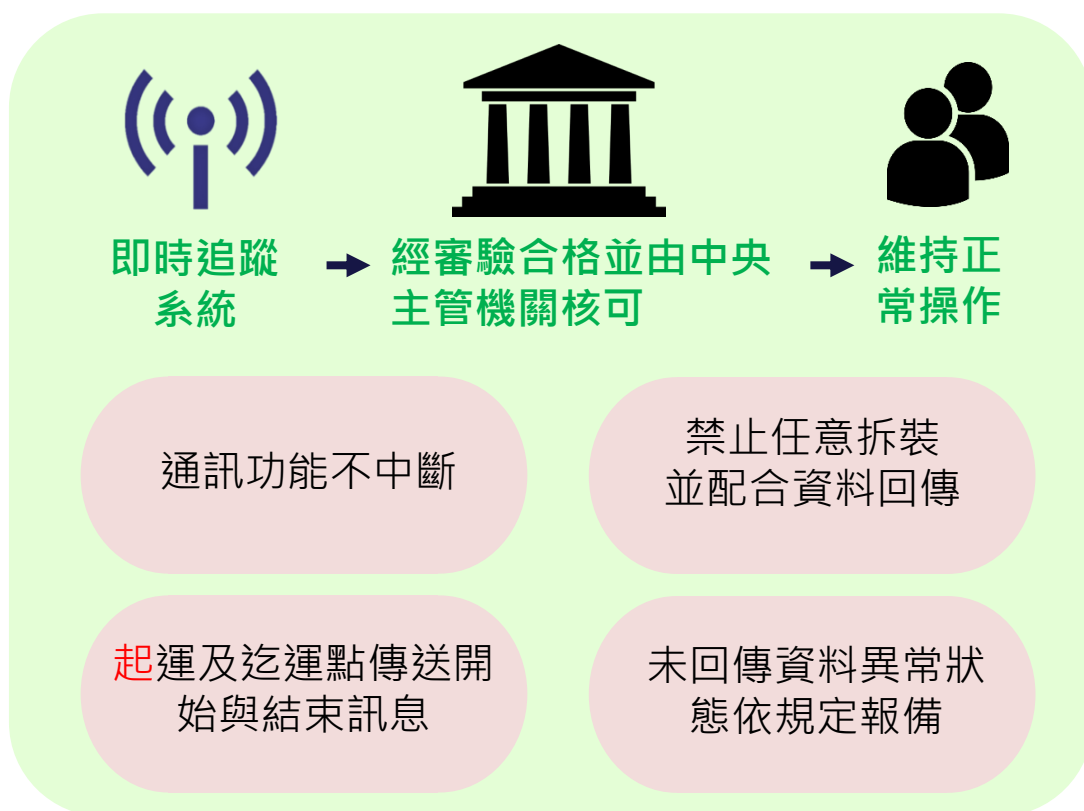 即時追蹤
系統
經審驗合格並由中央
主管機關核可
維持正
常操作
通訊功能不中斷
禁止任意拆裝
並配合資料回傳
起運及迄運點傳送開
始與結束訊息
未回傳資料異常狀
態依規定報備